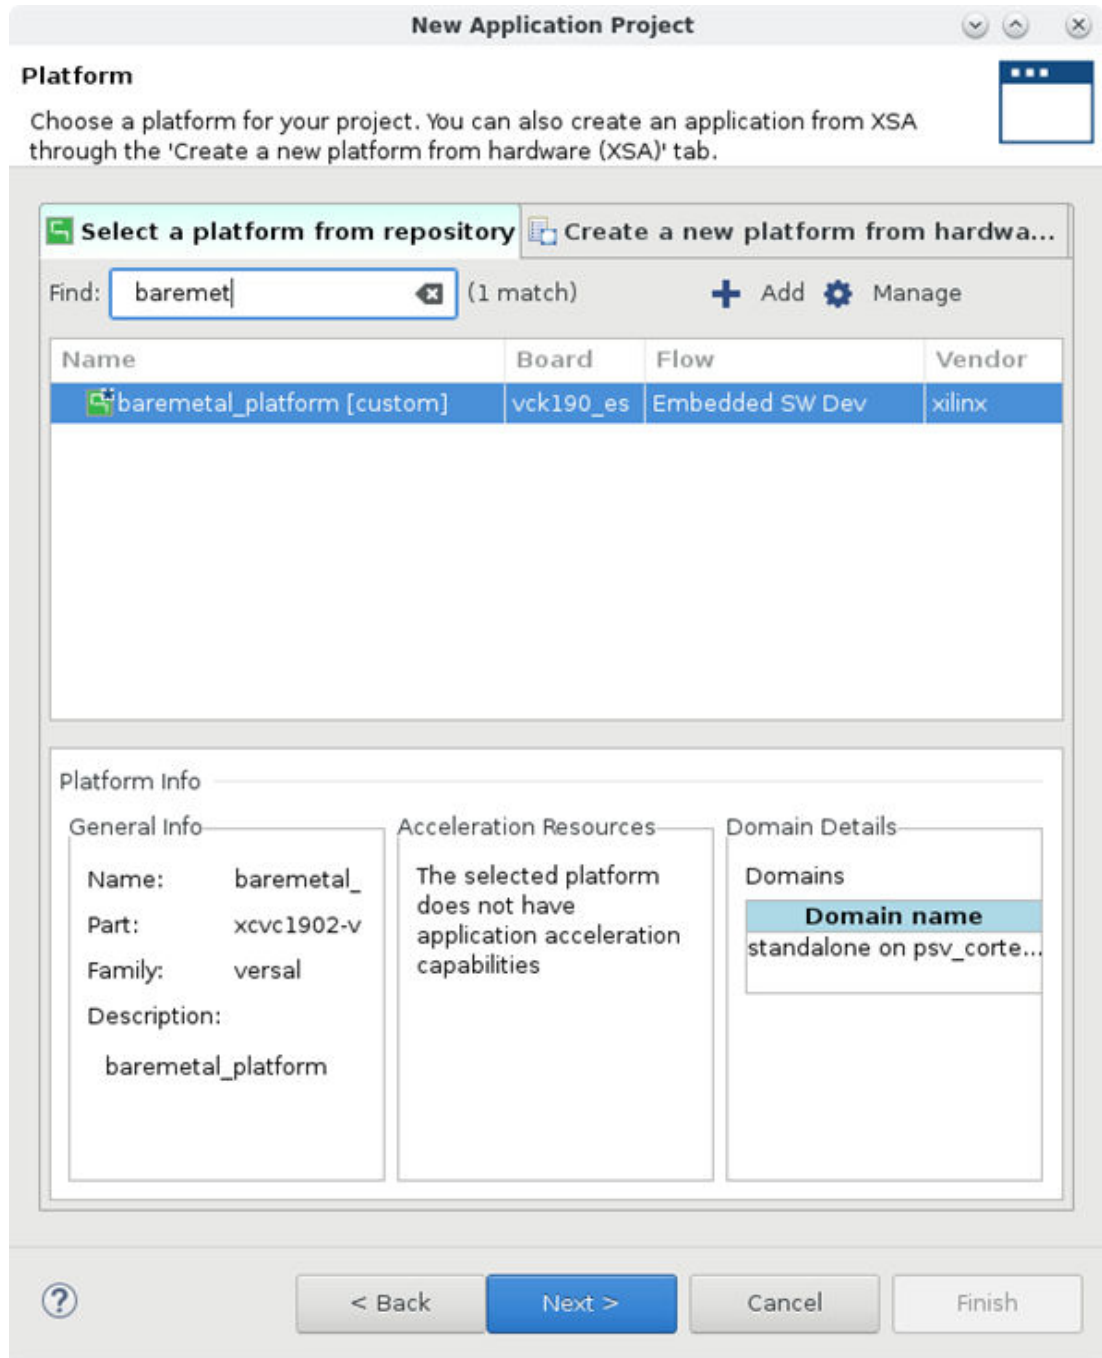 New Application Project
Platform
Choose a platform for your project. You can also create an application from XSA
through the 'Create a new platform from hardware (XSA)' tab.
Select a platform from repository
Create a new platform from hardwa...
Find:
baremet
(1 match)
Add
Manage
Name Board Flow Vendor
baremetal_platform [custom] vck190_es Embedded SW Dev xilinx
Platform Info
General Info
Name: baremetal_
Part: xcvc1902-v
Family: versal
Description:
baremetal_platform
Acceleration Resources
The selected platform
does not have
application acceleration
capabilities
Domain Details
Domains
Domain name
standalone on psv_corte...
?
< Back
Next >
Cancel
Finish